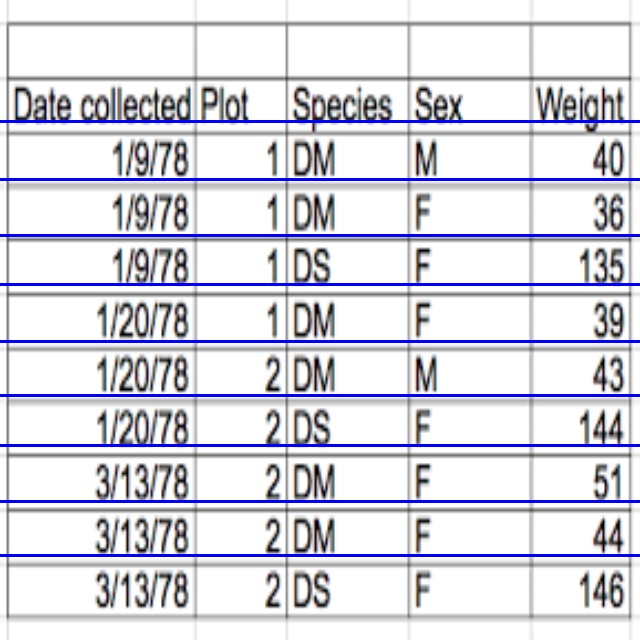 Date collected Plot Species Sex Weight
1/9/78 1 DM M 40
1/9/78 1 DM F 36
1/9/78 1 DS F 135
1/20/78 1 DM F 39
1/20/78 2 DM M 43
1/20/78 2 DS F 144
3/13/78 2 DM F 51
3/13/78 2 DM F 44
3/13/78 2 DS F 146